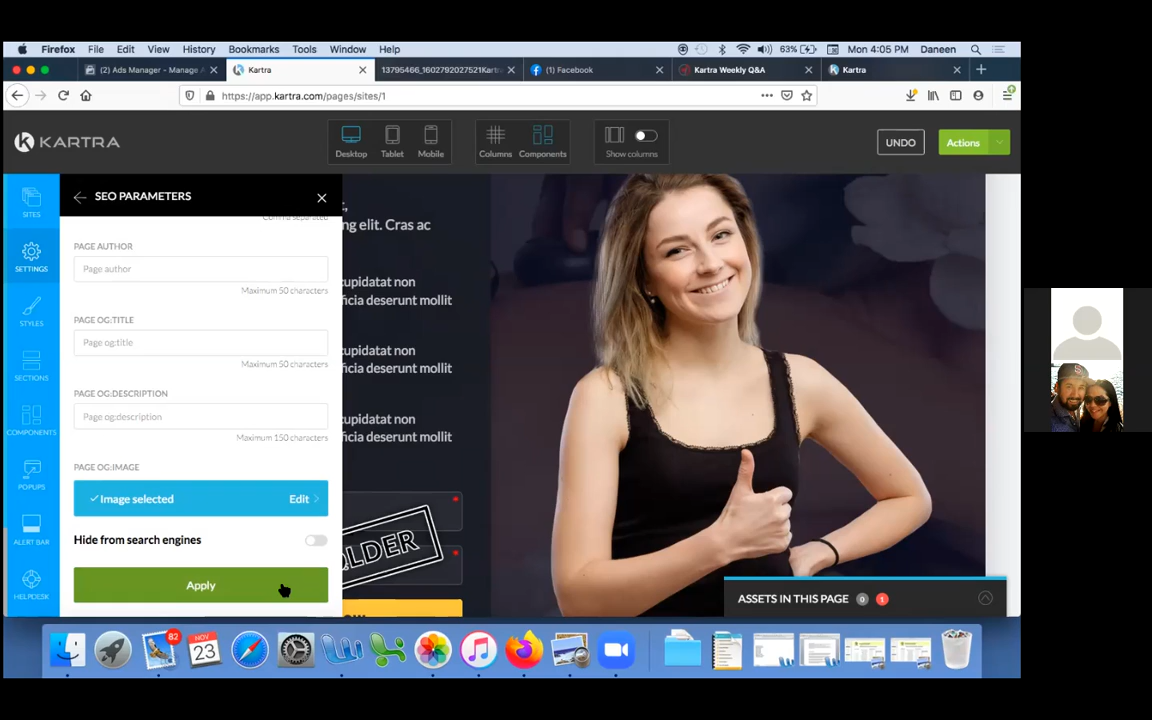 Firefox File Edit View History Bookmarks Tools Window Help 63% Mon 4:05 PM Daneen
(2) Ads Manager - Manage A
Kartra
13795466_1602792027521Kartr
(1) Facebook
Kartra Weekly Q&A
Kartra
https://app.kartra.com/pages/sites/1
KARTRA
Desktop Tablet Mobile
Columns Components
Show columns
UNDO
Actions
SITES
SETTINGS
STYLES
SECTIONS
COMPONENTS
POPUPS
ALERT BAR
HELPDESK
SEO PARAMETERS
Comma separated
PAGE AUTHOR
Page author
Maximum 50 characters
PAGE OG:TITLE
Page og:title
Maximum 50 characters
PAGE OG:DESCRIPTION
Page og:description
Maximum 150 characters
PAGE OG:IMAGE
Image selected Edit
Hide from search engines
Apply
ng elit. Cras ac
cupidatat non
ficia deserunt mollit
cupidatat non
ficia deserunt mollit
cupidatat non
ficia deserunt mollit
OLDER
ASSETS IN THIS PAGE 0 1
82
NOV
23